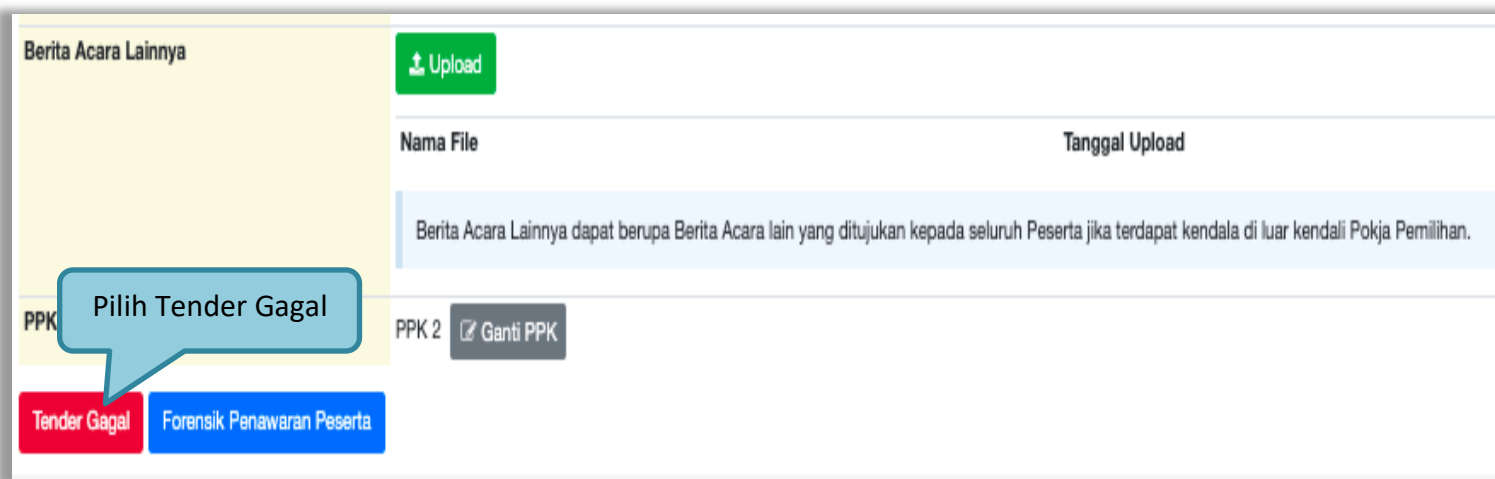 Berita Acara Lainnya
Upload
Nama File Tanggal Upload
Berita Acara Lainnya dapat berupa Berita Acara lain yang ditujukan kepada seluruh Peserta jika terdapat kendala di luar kendali Pokja Pemilihan.
Pilih Tender Gagal
PPK PPK 2 Ganti PPK
Tender Gagal Forensik Penawaran Peserta